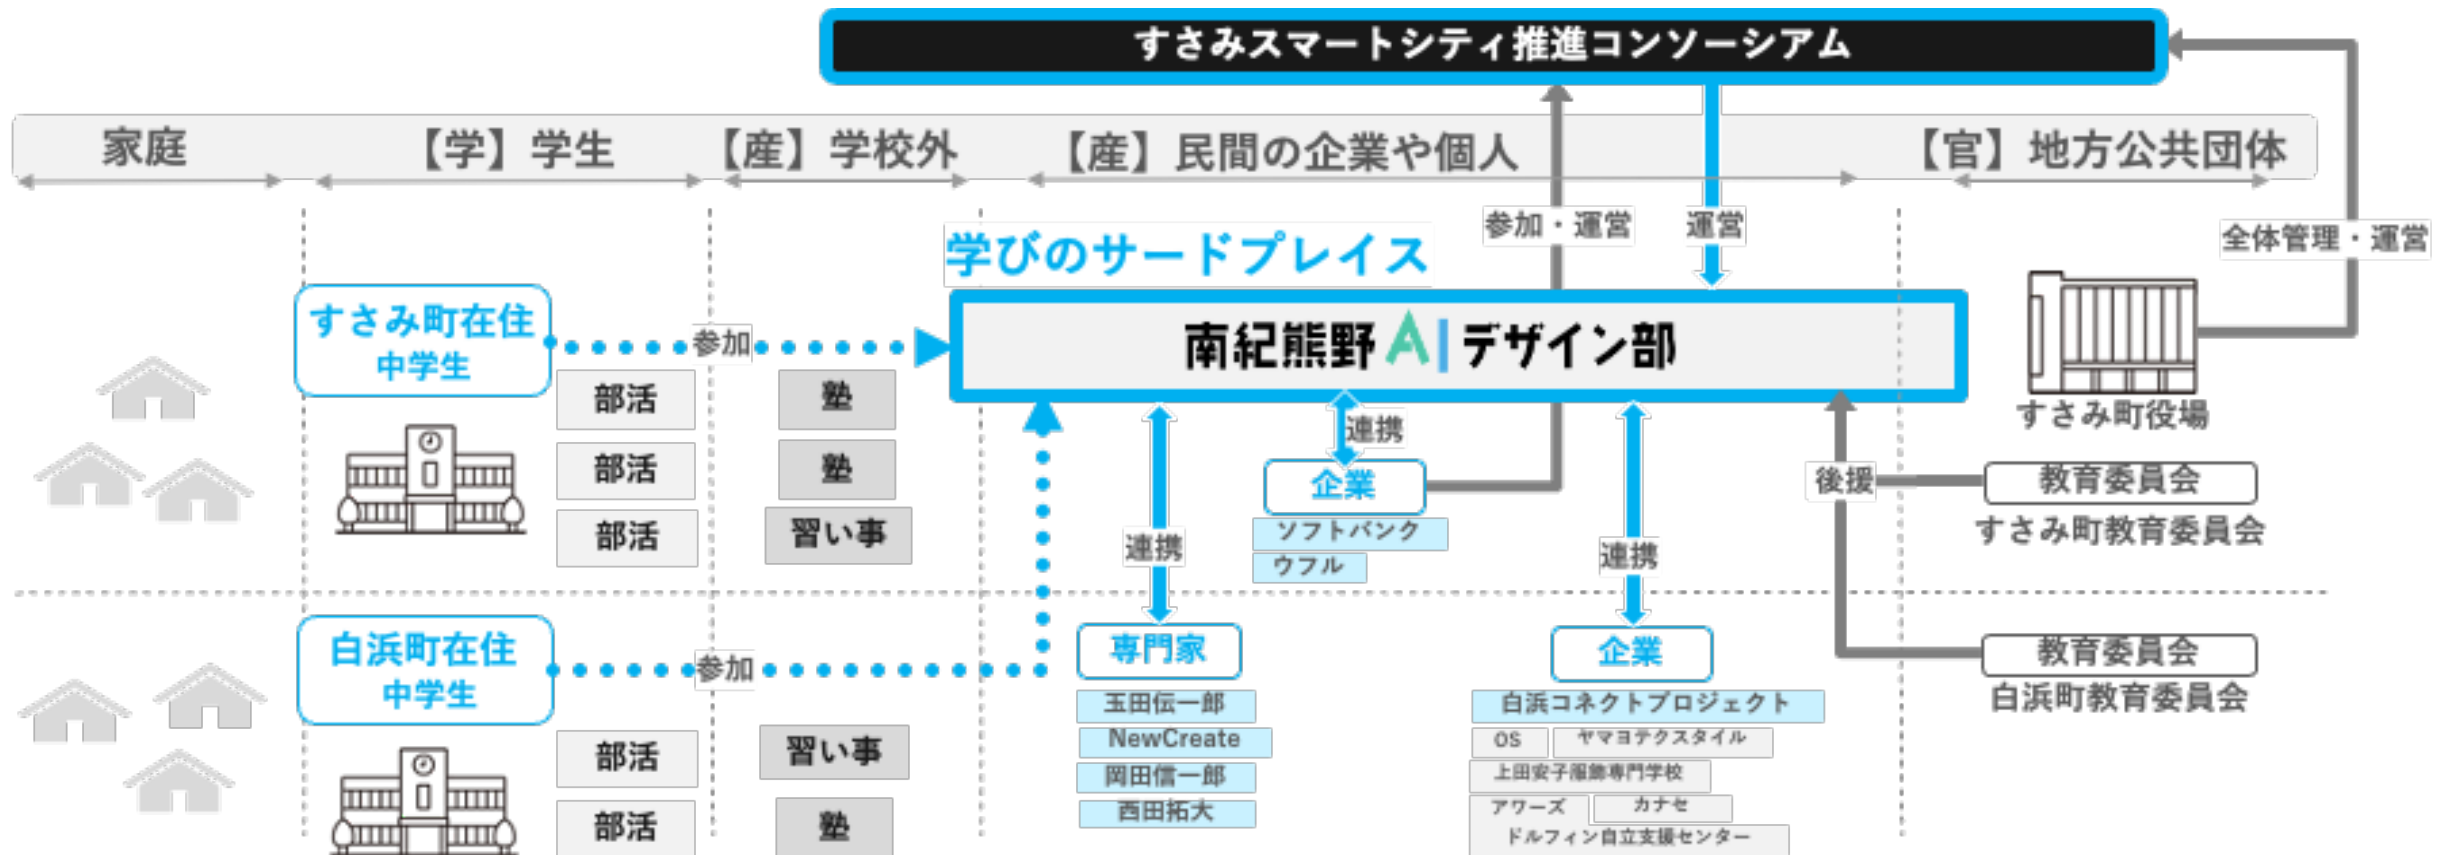 すさみスマートシティ推進コンソーシアム
家庭
【学】学生
【産】学校外
【産】民間の企業や個人
【官】地方公共団体
参加・運営
運営
全体管理・運営
学びのサードプレイス
すさみ町在住
中学生
参加
南紀熊野AIデザイン部
部活
塾
部活
塾
部活
習い事
連携
連携
連携
企業
ソフトバンク
ウフル
すさみ町役場
後援
教育委員会
すさみ町教育委員会
白浜町在住
中学生
参加
部活
習い事
部活
塾
専門家
玉田伝一郎
NewCreate
岡田信一郎
西田拓大
企業
白浜コネクトプロジェクト
OS
ヤマヨテクスタイル
上田安子服飾専門学校
アワーズ
カナセ
ドルフィン自立支援センター
教育委員会
白浜町教育委員会